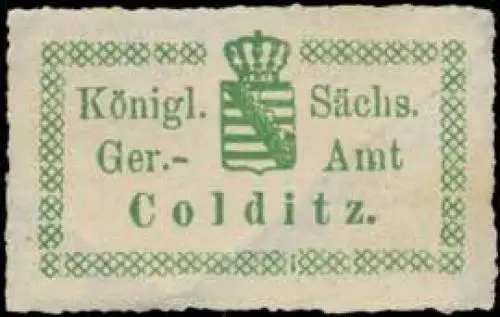 Königl. Sächs.
Ger.- Amt
Colditz.